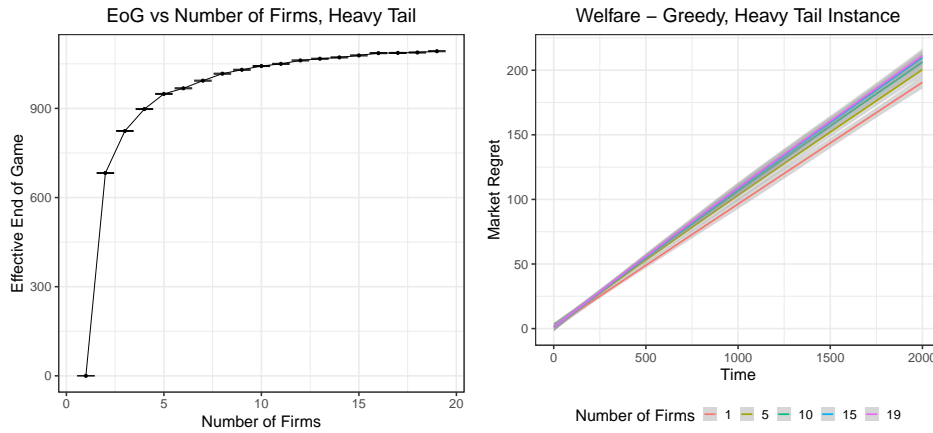 EoG vs Number of Firms, Heavy Tail
Effective End of Game
900
600
300
0
0
5
10
15
20
Number of Firms
Welfare − Greedy, Heavy Tail Instance
Market Regret
200
150
100
50
0
0
500
1000
1500
2000
Time
Number of Firms 1 5 10 15 19